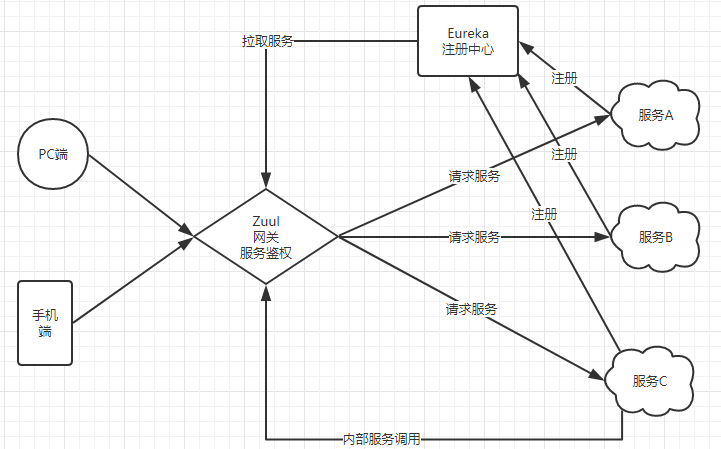 Eureka
注册中心
拉取服务
注册
服务A
PC端
注册
请求服务
注册
Zuul
网关
服务鉴权
请求服务
服务B
手机
端
请求服务
服务C
内部服务调用